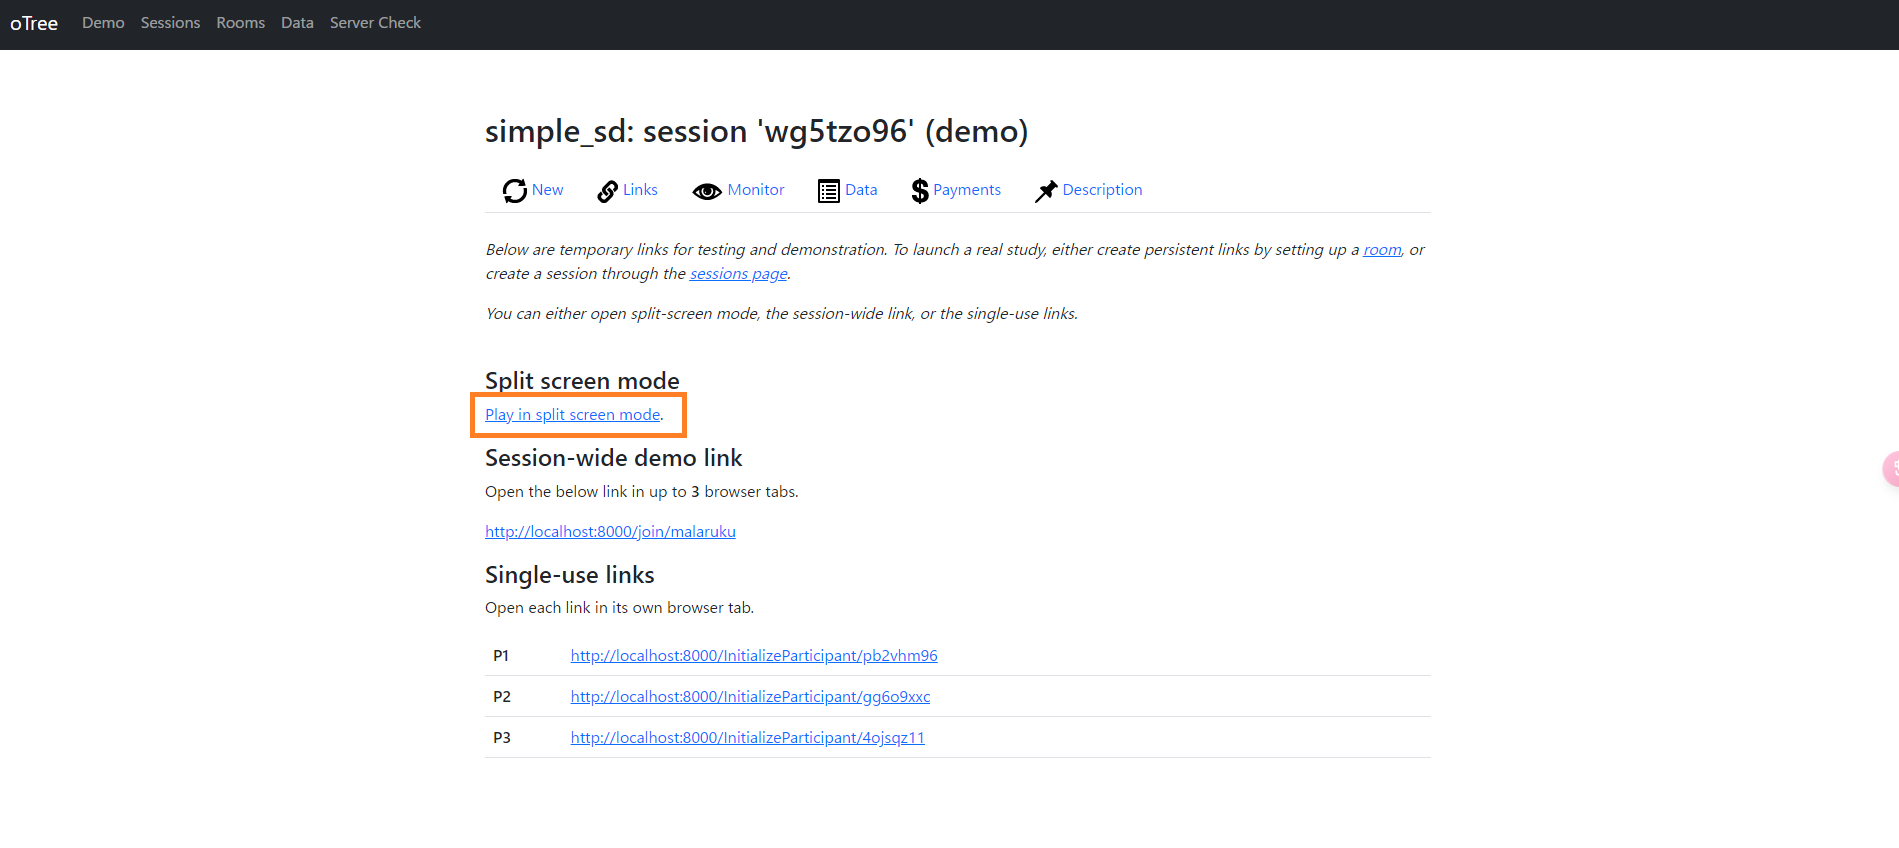 oTree Demo Sessions Rooms Data Server Check
simple_sd: session 'wg5tzo96' (demo)
New Links Monitor Data Payments Description
Below are temporary links for testing and demonstration. To launch a real study, either create persistent links by setting up a room, or
create a session through the sessions page.
You can either open split-screen mode, the session-wide link, or the single-use links.
Split screen mode
Play in split screen mode.
Session-wide demo link
Open the below link in up to 3 browser tabs.
http://localhost:8000/join/malaruku
Single-use links
Open each link in its own browser tab.
P1 http://localhost:8000/InitializeParticipant/pb2vhm96
P2 http://localhost:8000/InitializeParticipant/gg6o9xxc
P3 http://localhost:8000/InitializeParticipant/4ojsqz11